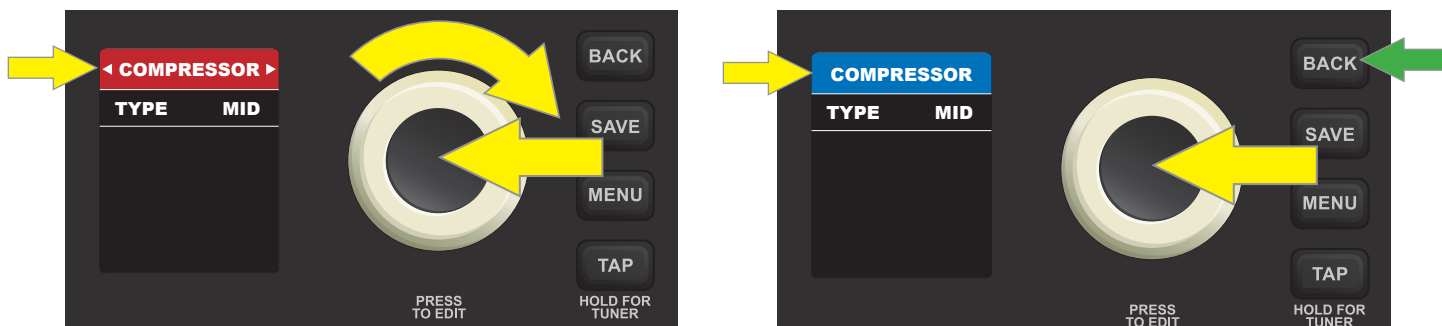 ◄ COMPRESSOR ►
TYPE MID
BACK
SAVE
MENU
TAP
PRESS
TO EDIT
HOLD FOR
TUNER
COMPRESSOR
TYPE MID
BACK
SAVE
MENU
TAP
PRESS
TO EDIT
HOLD FOR
TUNER